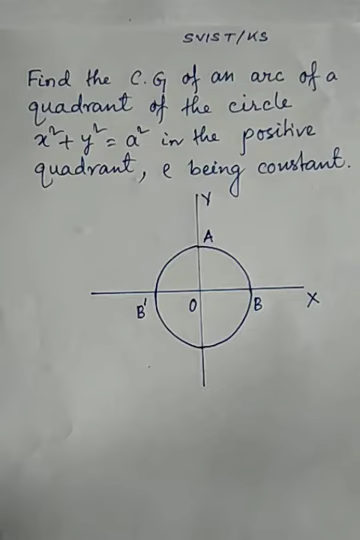 SVIST/KS
Find the C.G of an arc of a
quadrant of the circle
x²+y²=a² in the positive
quadrant, e being constant.
Y
A
B'
O
B
X